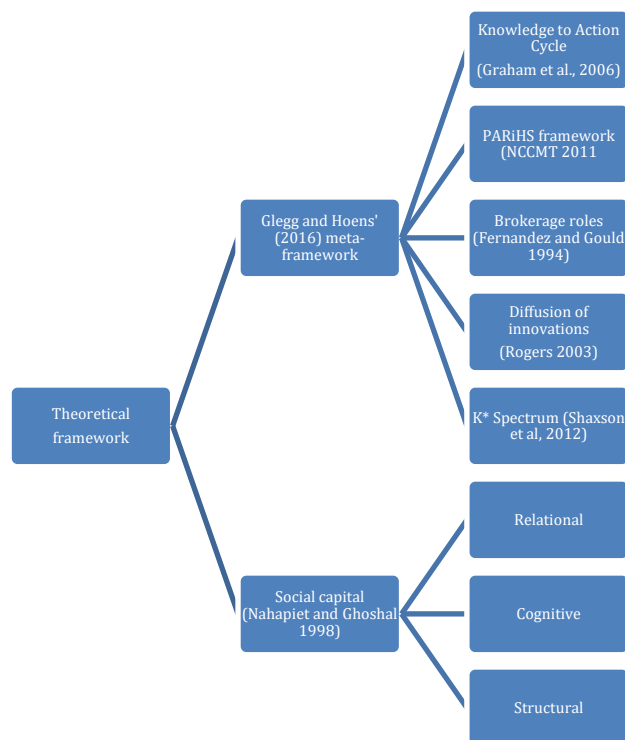 Knowledge to Action
Cycle
(Graham et al., 2006)
PARiHS framework
(NCCMT 2011
Glegg and Hoens'
(2016) meta-
framework
Brokerage roles
(Fernandez and Gould
1994)
Diffusion of
innovations
(Rogers 2003)
Theoretical
framework
K* Spectrum (Shaxson
et al, 2012)
Relational
Social capital
(Nahapiet and Ghoshal
1998)
Cognitive
Structural